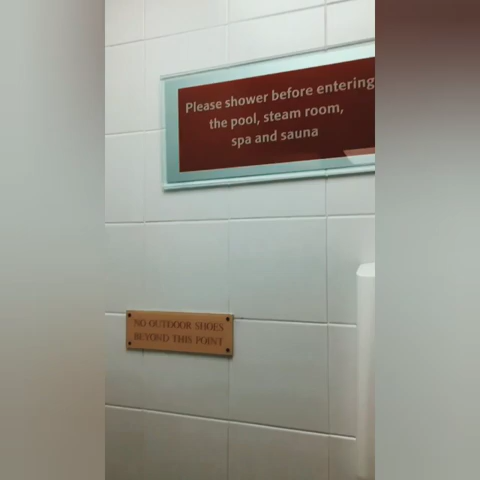 Please shower before entering
the pool, steam room,
spa and sauna
NO OUTDOOR SHOES
BEYOND THIS POINT